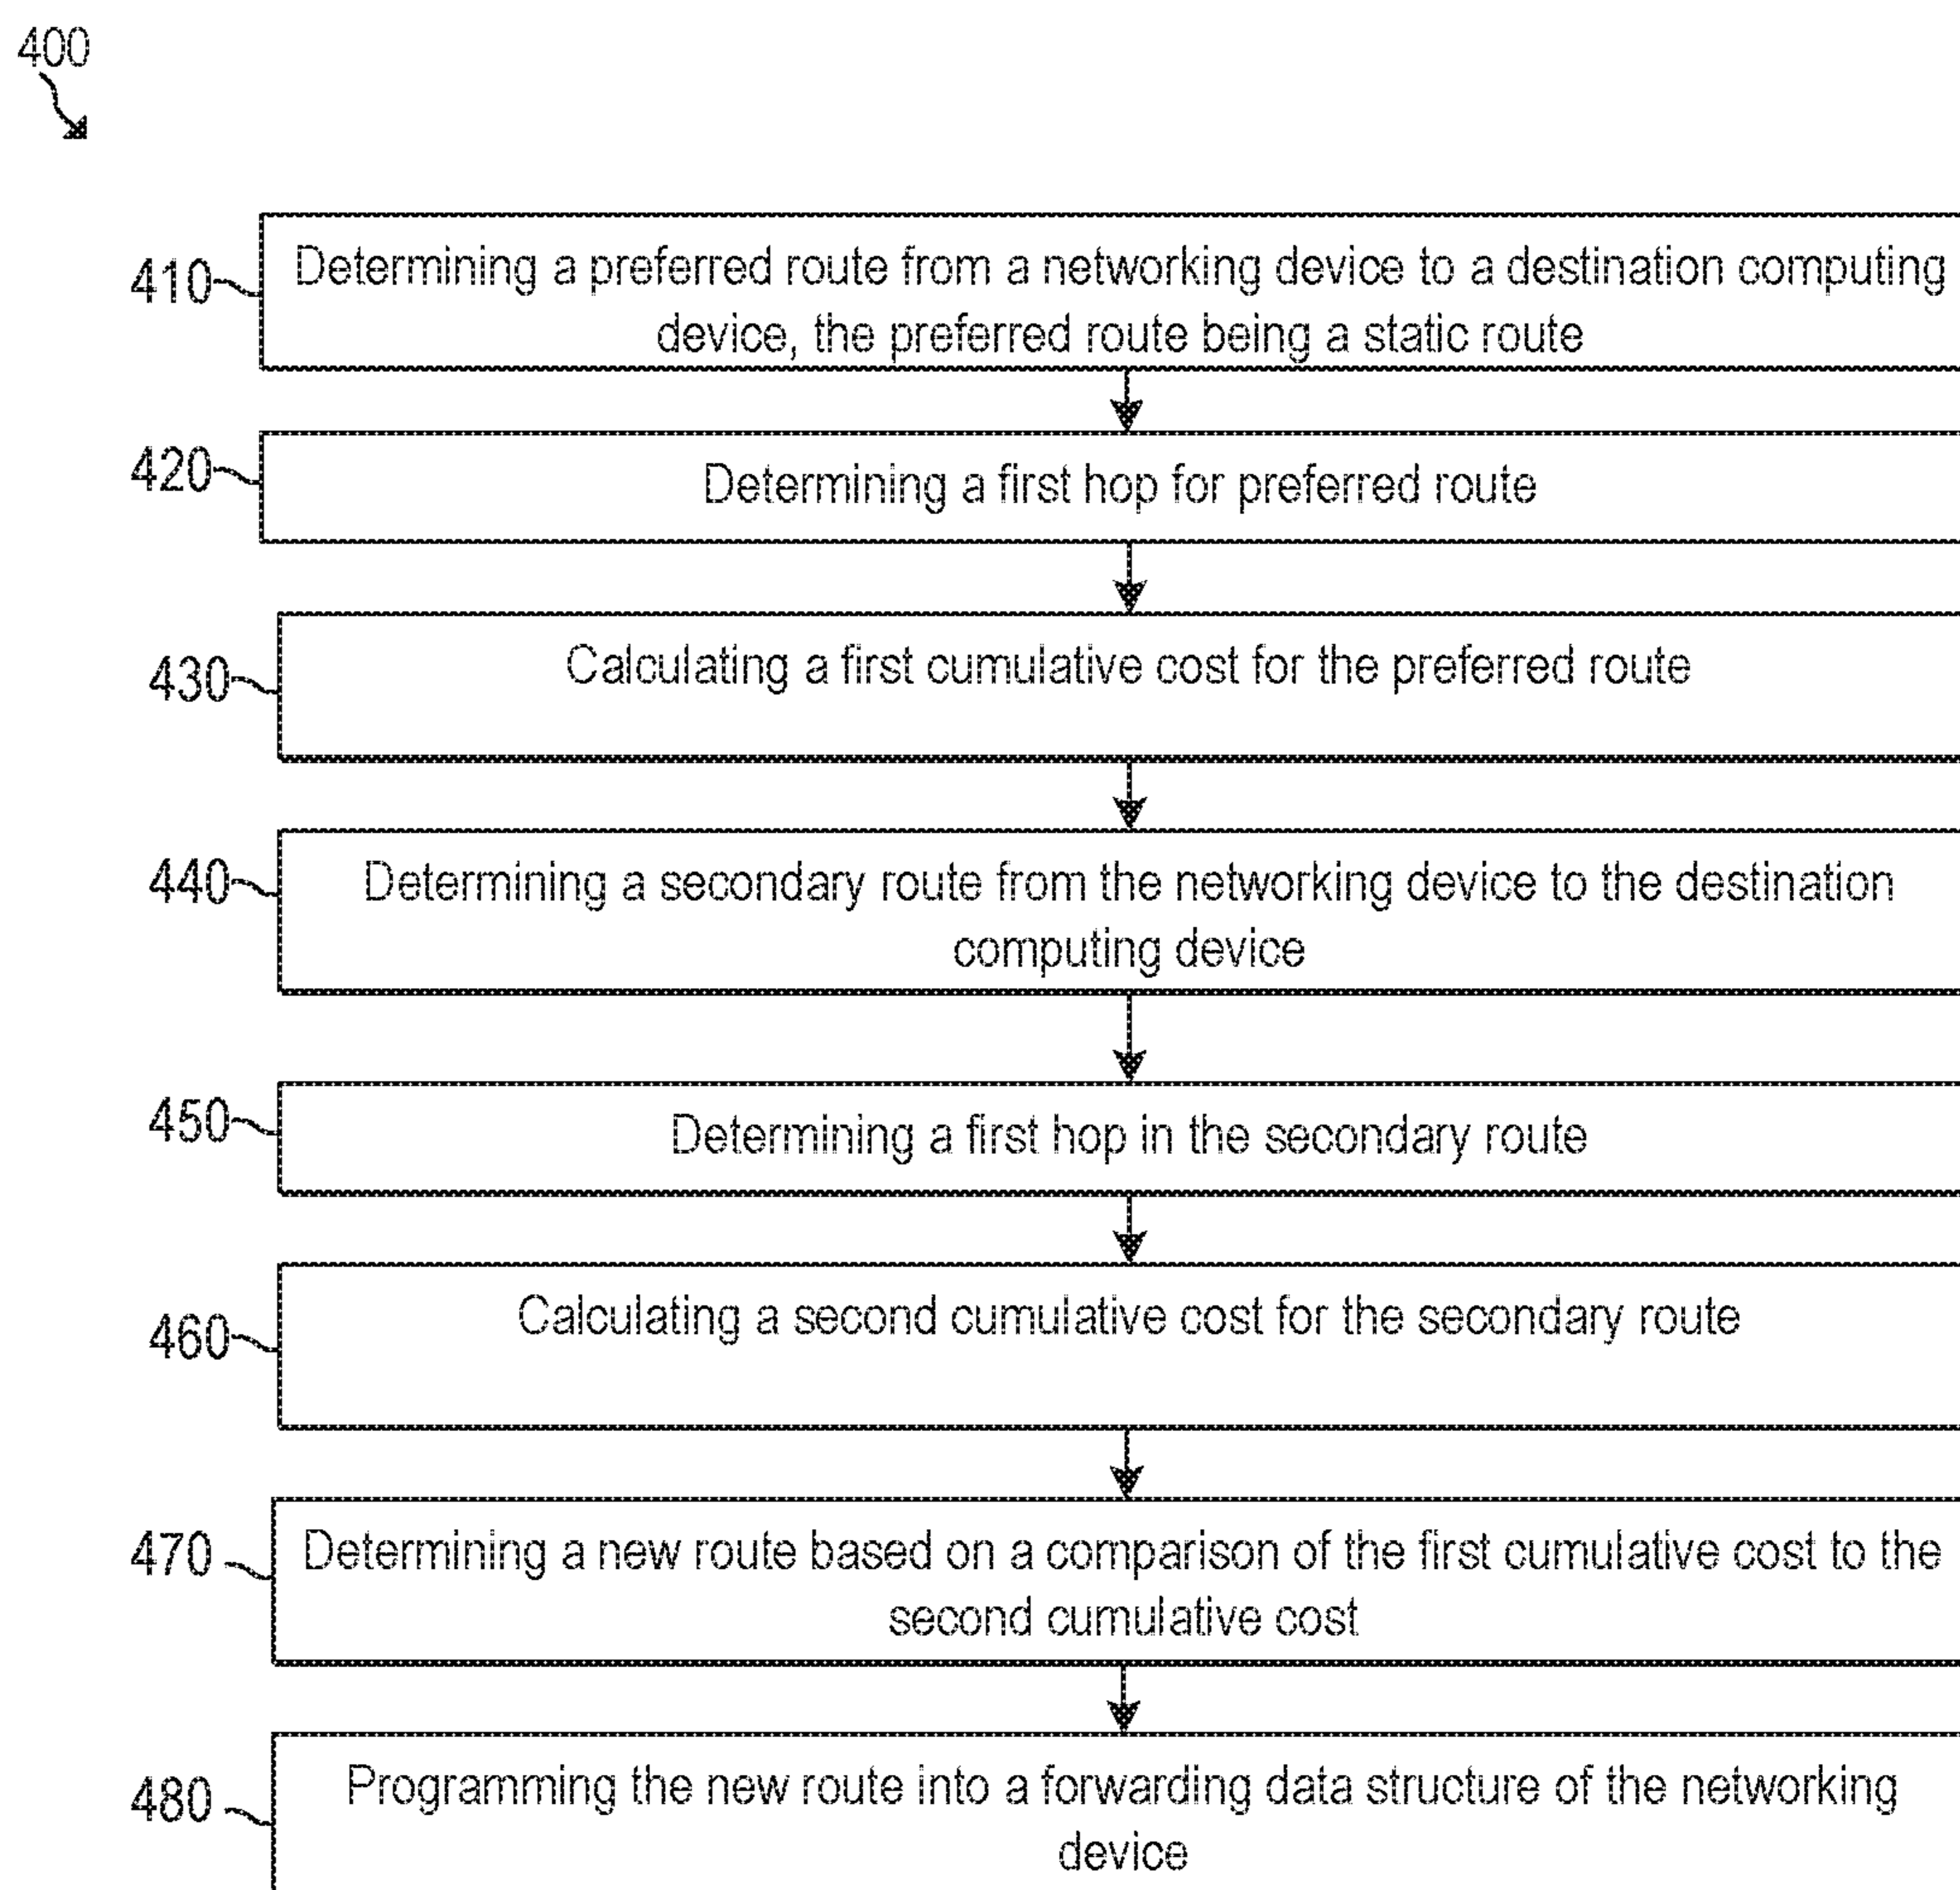 400
410
Determining a preferred route from a networking device to a destination computing
device, the preferred route being a static route
420
Determining a first hop for preferred route
430
Calculating a first cumulative cost for the preferred route
440
Determining a secondary route from the networking device to the destination
computing device
450
Determining a first hop in the secondary route
460
Calculating a second cumulative cost for the secondary route
470
Determining a new route based on a comparison of the first cumulative cost to the
second cumulative cost
480
Programming the new route into a forwarding data structure of the networking
device